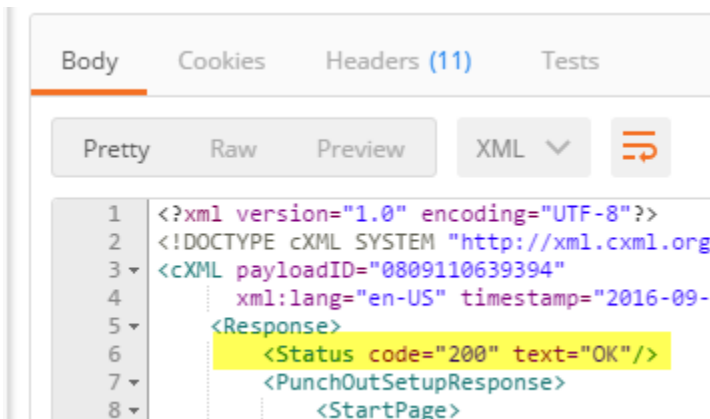 Body Cookies Headers (11) Tests
Pretty Raw Preview XML
1 <?xml version="1.0" encoding="UTF-8"?>
2 <!DOCTYPE cXML SYSTEM "http://xml.cxml.org
3 <cXML payloadID="0809110639394"
4 xml:lang="en-US" timestamp="2016-09-
5 <Response>
6 <Status code="200" text="OK"/>
7 <PunchOutSetupResponse>
8 <StartPage>